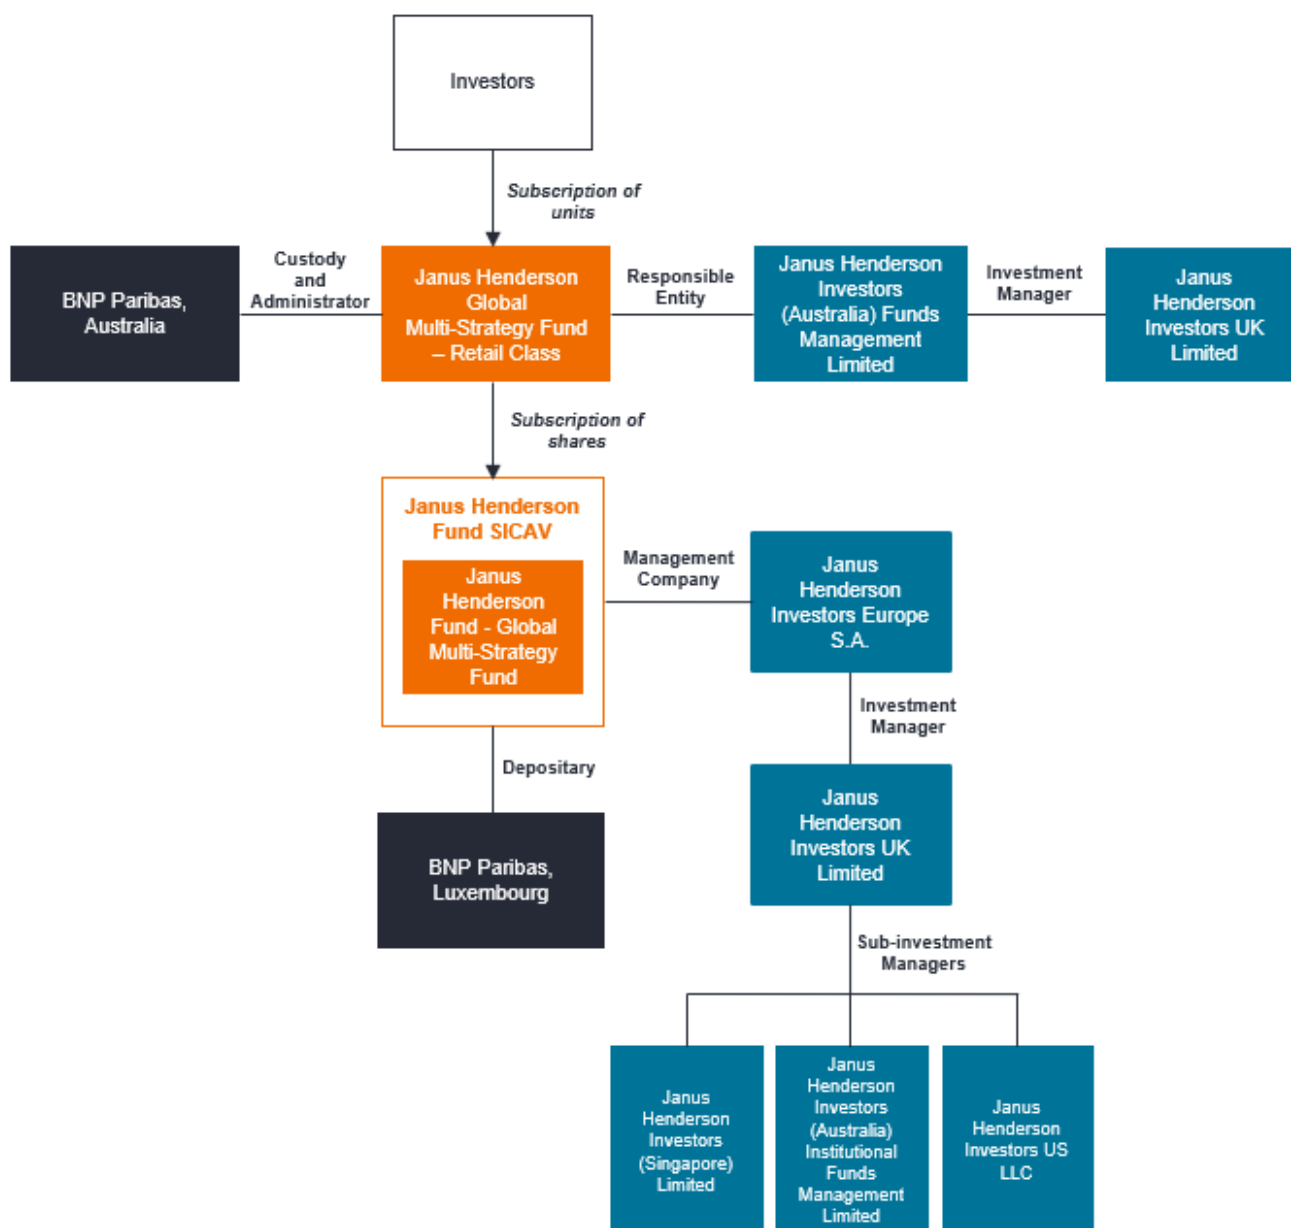 Investors
Subscription of
units
BNP Paribas,
Australia
Custody
and
Administrator
Janus Henderson
Global
Multi-Strategy Fund
– Retail Class
Responsible
Entity
Janus Henderson
Investors
(Australia) Funds
Management
Limited
Investment
Manager
Janus
Henderson
Investors UK
Limited
Subscription of
shares
Janus Henderson
Fund SICAV
Janus
Henderson
Fund - Global
Multi-Strategy
Fund
Management
Company
Janus
Henderson
Investors Europe
S.A.
Investment
Manager
Depositary
BNP Paribas,
Luxembourg
Janus
Henderson
Investors UK
Limited
Sub-investment
Managers
Janus
Henderson
Investors
(Singapore)
Limited
Janus
Henderson
Investors
(Australia)
Institutional
Funds
Management
Limited
Janus
Henderson
Investors US
LLC